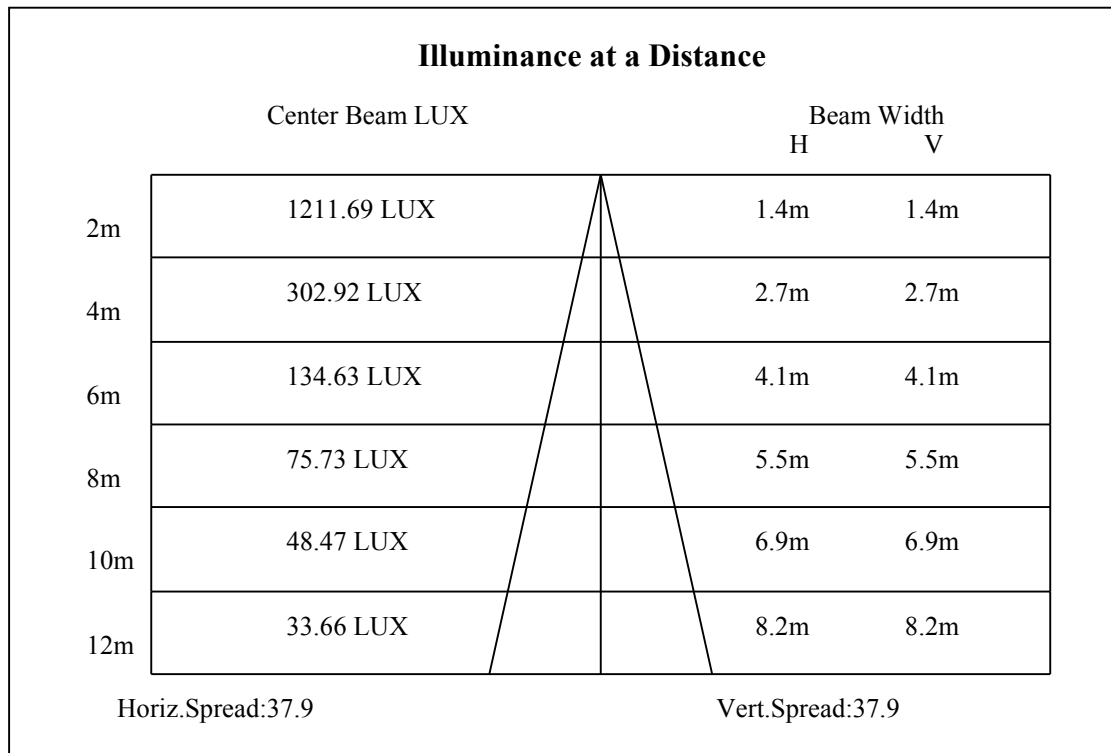 Illuminance at a Distance
Center Beam LUX Beam Width
H V
2m 1211.69 LUX 1.4m 1.4m
4m 302.92 LUX 2.7m 2.7m
6m 134.63 LUX 4.1m 4.1m
8m 75.73 LUX 5.5m 5.5m
10m 48.47 LUX 6.9m 6.9m
12m 33.66 LUX 8.2m 8.2m
Horiz.Spread:37.9 Vert.Spread:37.9